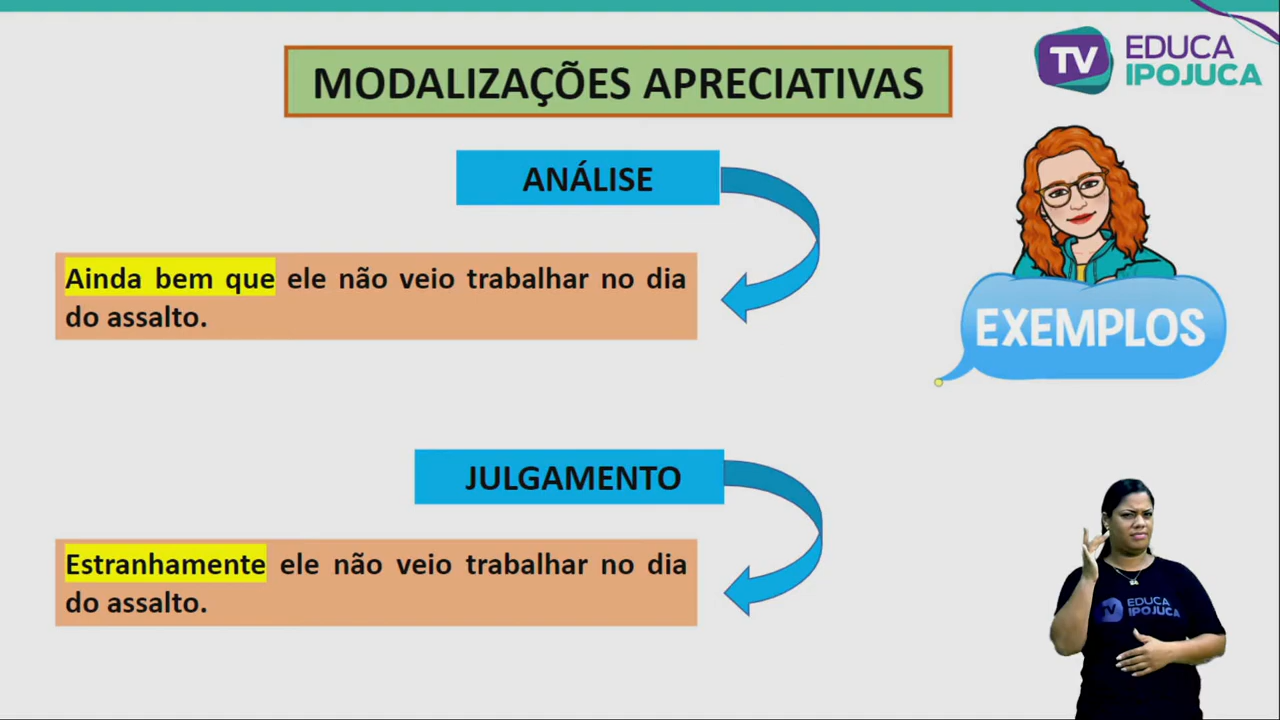 MODALIZAÇÕES APRECIATIVAS
TV EDUCA
IPOJUCA
ANÁLISE
Ainda bem que ele não veio trabalhar no dia
do assalto.
EXEMPLOS
JULGAMENTO
Estranhamente ele não veio trabalhar no dia
do assalto.
TV EDUCA
IPOJUCA